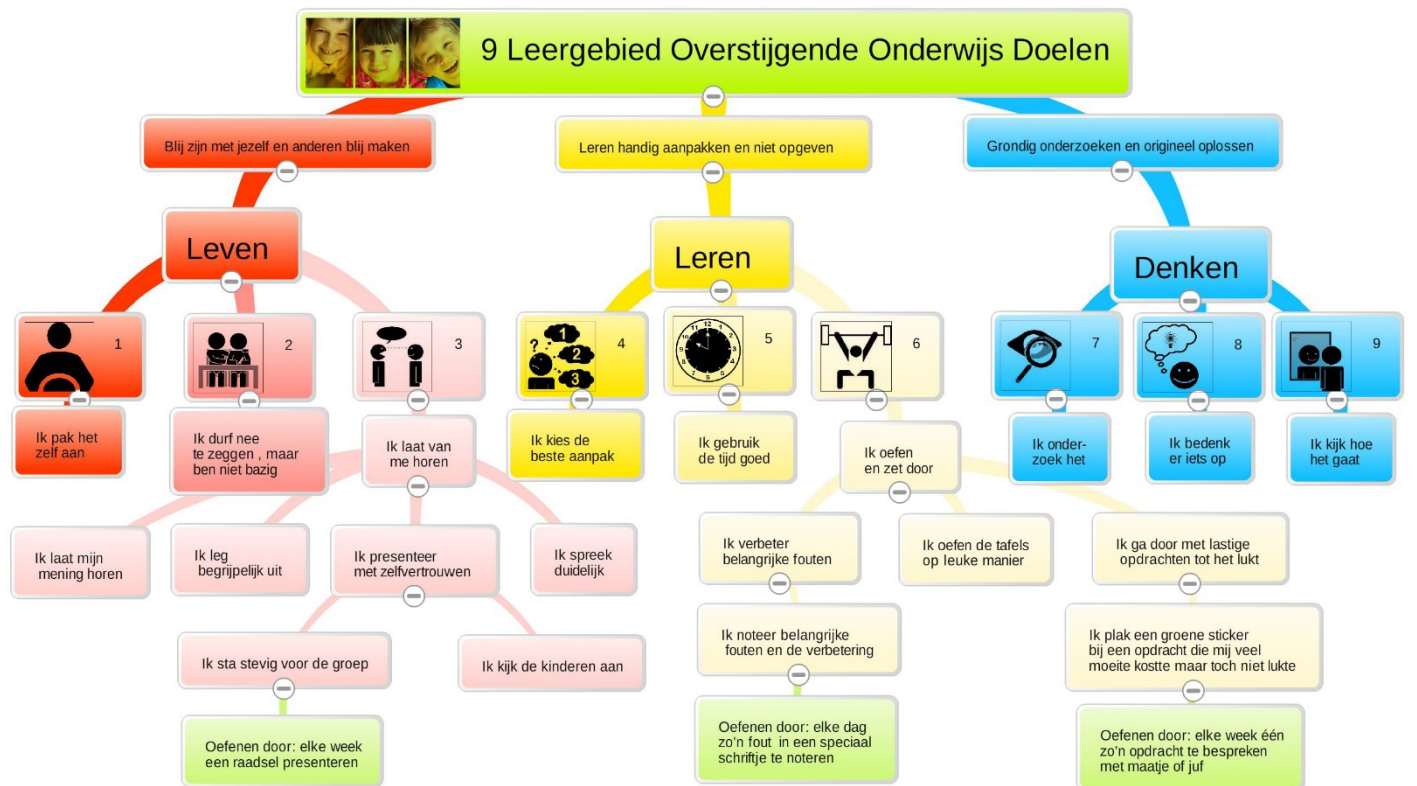 9 Leergebied Overstijgende Onderwijs Doelen
Blij zijn met jezelf en anderen blij maken
Leren handig aanpakken en niet opgeven
Grondig onderzoeken en origineel oplossen
Leven
Leren
Denken
1
2
3
4
5
6
7
8
9
Ik pak het
zelf aan
Ik durf nee
te zeggen , maar
ben niet bazig
Ik laat van
me horen
Ik kies de
beste aanpak
Ik gebruik
de tijd goed
Ik oefen
en zet door
Ik onder-
zoek het
Ik bedenk
er iets op
Ik kijk hoe
het gaat
Ik laat mijn
mening horen
Ik leg
begrijpelijk uit
Ik presenteer
met zelfvertrouwen
Ik spreek
duidelijk
Ik verbeter
belangrijke fouten
Ik oefen de tafels
op leuke manier
Ik ga door met lastige
opdrachten tot het lukt
Ik sta stevig voor de groep
Ik kijk de kinderen aan
Ik noteer belangrijke
fouten en de verbetering
Ik plak een groene sticker
bij een opdracht die mij veel
moeite kostte maar toch niet lukte
Oefenen door: elke week
een raadsel presenteren
Oefenen door: elke dag
zo'n fout in een speciaal
schriftje te noteren
Oefenen door: elke week één
zo'n opdracht te bespreken
met maatje of juf